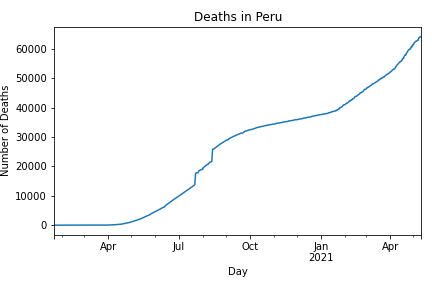 Deaths in Peru
Number of Deaths
60000
50000
40000
30000
20000
10000
0
Apr
Jul
Oct
Jan
2021
Apr
Day